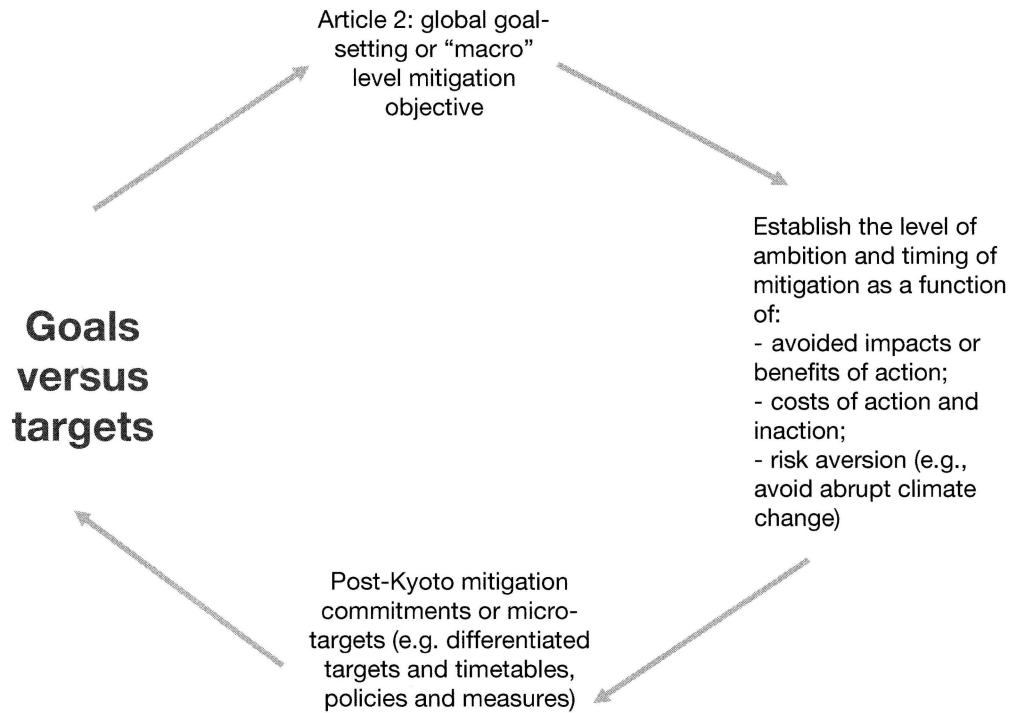 Article 2: global goal-
setting or “macro”
level mitigation
objective
Establish the level of
ambition and timing of
mitigation as a function
of:
- avoided impacts or
benefits of action;
- costs of action and
inaction;
- risk aversion (e.g.,
avoid abrupt climate
change)
Post-Kyoto mitigation
commitments or micro-
targets (e.g. differentiated
targets and timetables,
policies and measures)
Goals
versus
targets